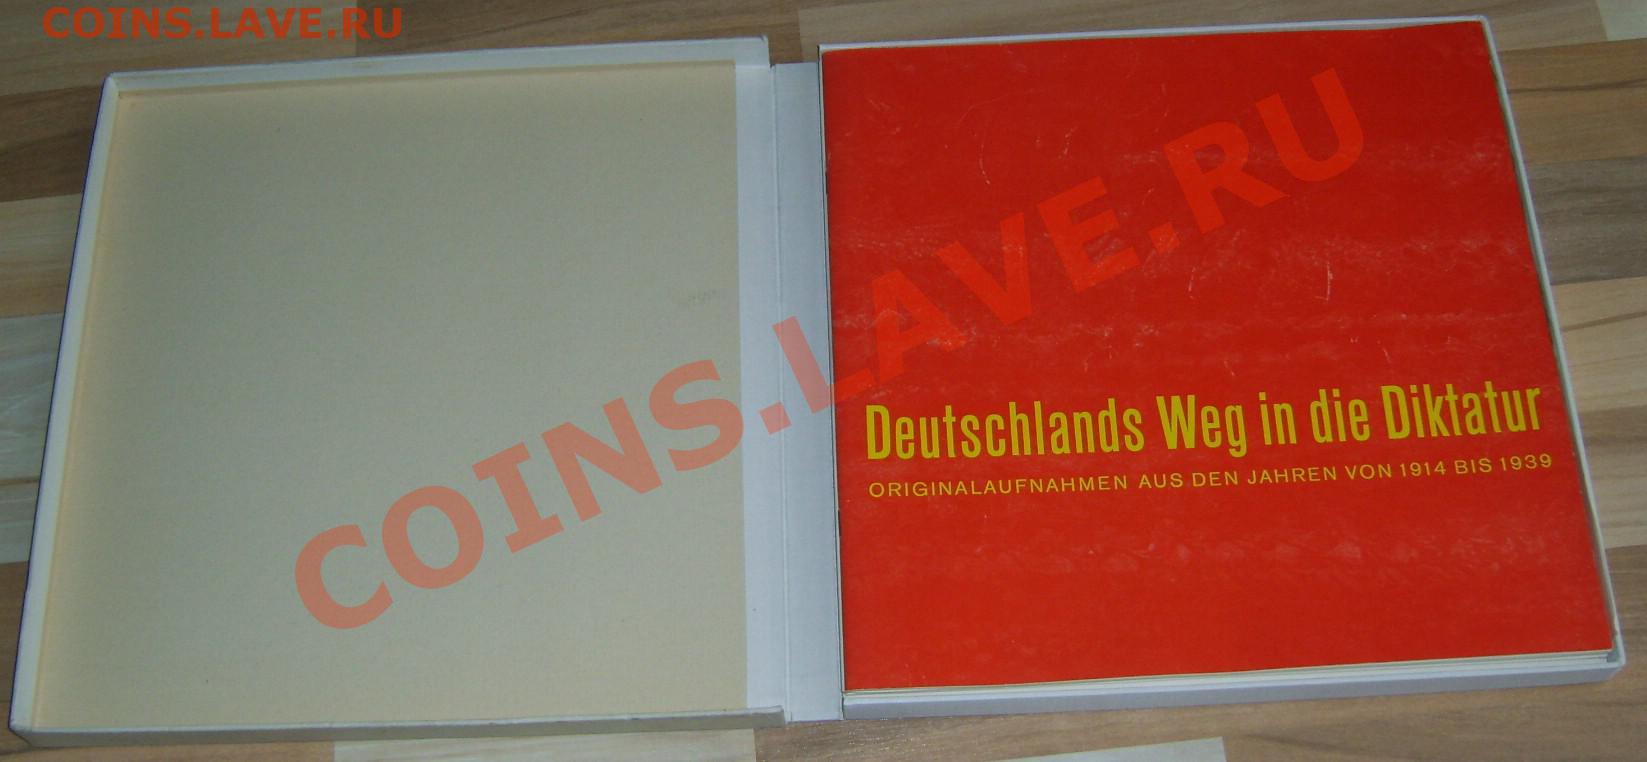 COINS.LAVE.RU
COINS.LAVE.RU
Deutschlands Weg in die Diktatur
ORIGINALAUFNAHMEN AUS DEN JAHREN VON 1914 BIS 1939